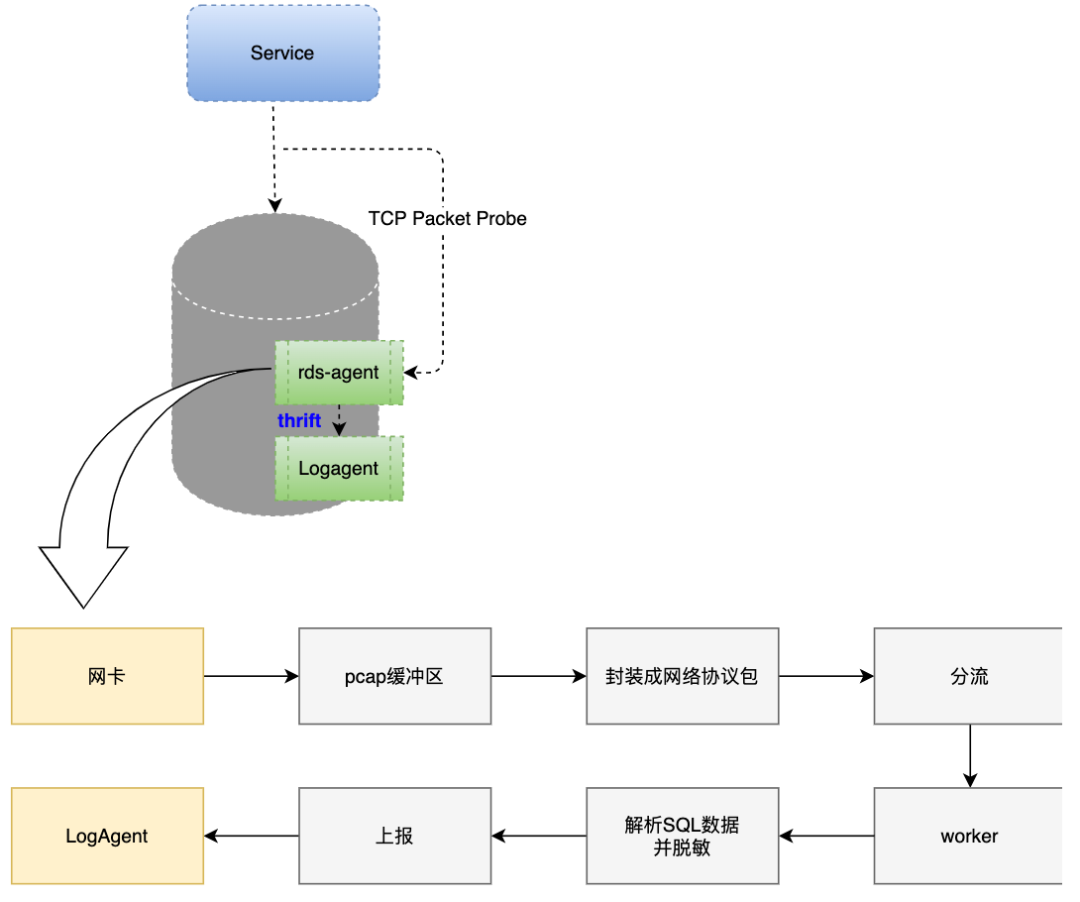 Service
TCP Packet Probe
rds-agent
thrift
Logagent
网卡
pcap缓冲区
封装成网络协议包
分流
LogAgent
上报
解析SQL数据
并脱敏
worker